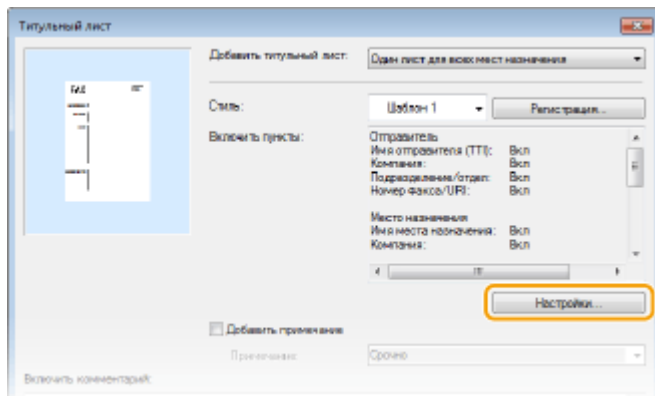 Титульный лист
Добавить титульный лист: Один лист для всех мест назначения
FAX
Стиль: Шаблон 1 Регистрация...
Включить пункты: Отправитель
Имя отправителя (TTI): Вкл
Компания: Вкл
Подразделение/отдел: Вкл
Номер факса/URI: Вкл
Место назначения
Имя места назначения: Вкл
Компания: Вкл
Настройки...
Добавить примечание
Примечание: Срочно
Включить комментарий: